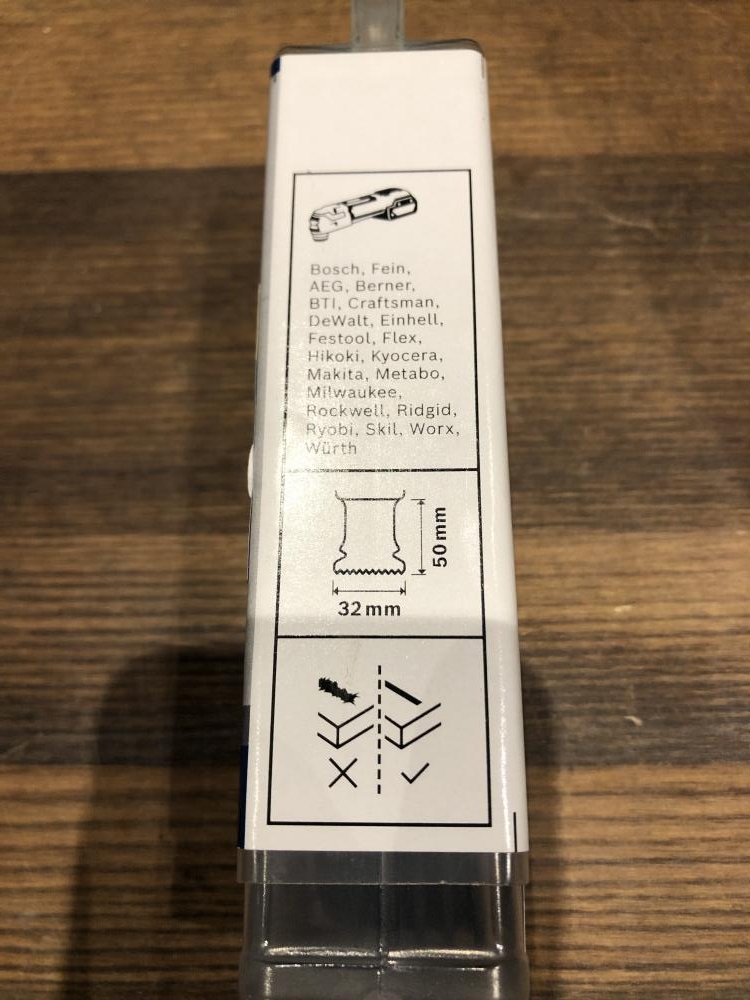 Bosch, Fein,
AEG, Berner,
BTI, Craftsman,
DeWalt, Einhell,
Festool, Flex,
Hikoki, Kyocera,
Makita, Metabo,
Milwaukee,
Rockwell, Ridgid,
Ryobi, Skil, Worx,
Würth
50 mm
32 mm